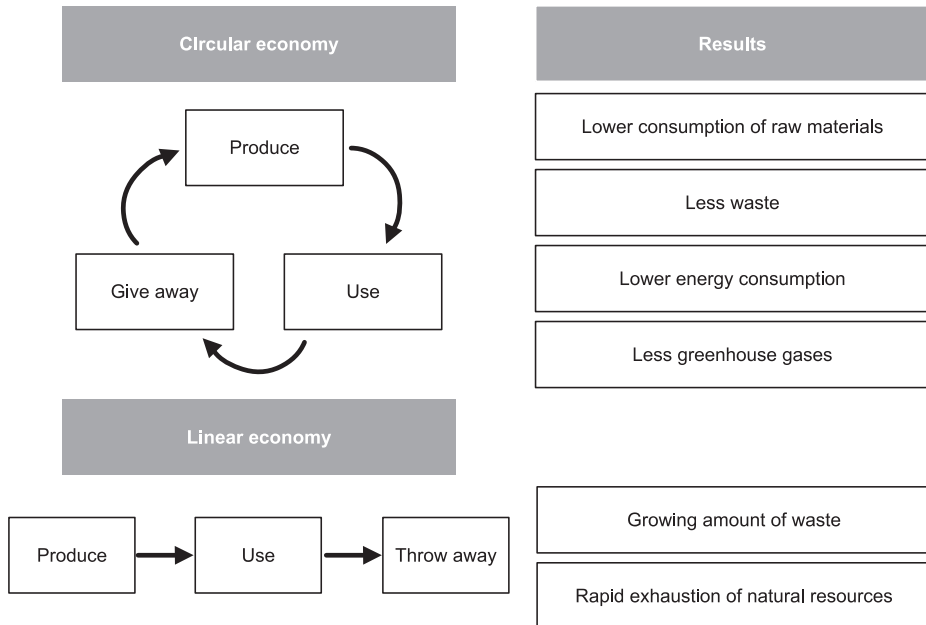 CIrcular economy
Results
Produce
Give away
Use
Lower consumption of raw materials
Less waste
Lower energy consumption
Less greenhouse gases
Linear economy
Produce
Use
Throw away
Growing amount of waste
Rapid exhaustion of natural resources